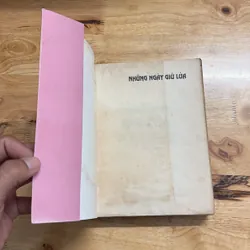 NHỮNG NGÀY GIỮ LỬA